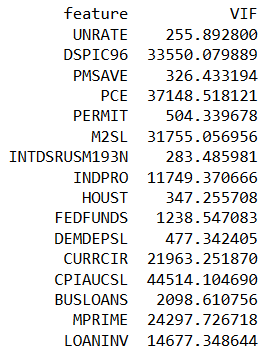 feature VIF
UNRATE 255.892800
DSPIC96 33550.079889
PMSAVE 326.433194
PCE 37148.518121
PERMIT 504.339678
M2SL 31755.056956
INTDSRUSM193N 283.485981
INDPRO 11749.370666
HOUST 347.255708
FEDFUNDS 1238.547083
DEMDEPSL 477.342405
CURRCIR 21963.251870
CPIAUCSL 44514.104690
BUSLOANS 2098.610756
MPRIME 24297.726718
LOANINV 14677.348644